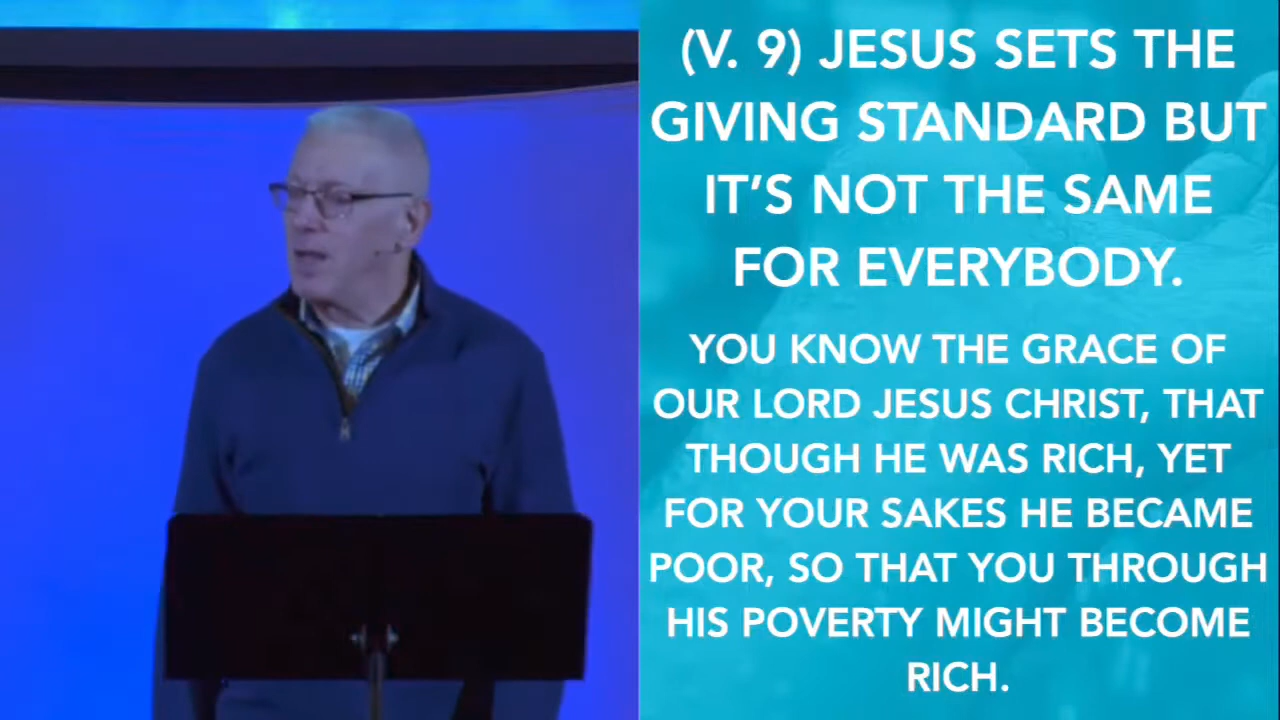 (V. 9) JESUS SETS THE
GIVING STANDARD BUT
IT’S NOT THE SAME
FOR EVERYBODY.
YOU KNOW THE GRACE OF
OUR LORD JESUS CHRIST, THAT
THOUGH HE WAS RICH, YET
FOR YOUR SAKES HE BECAME
POOR, SO THAT YOU THROUGH
HIS POVERTY MIGHT BECOME
RICH.